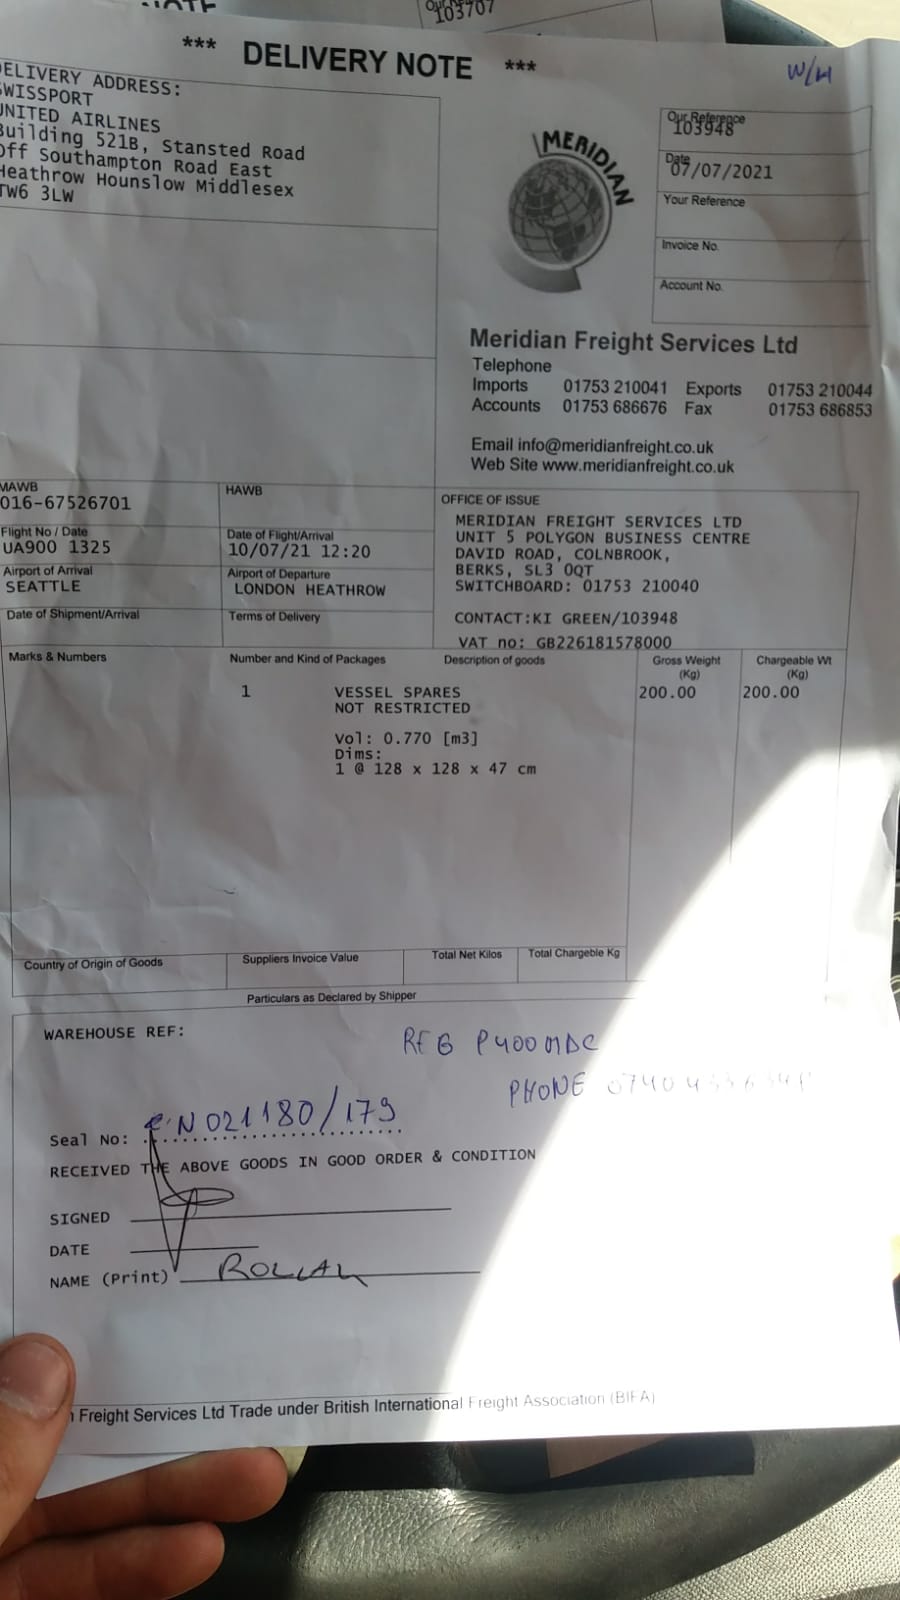 103707
*** DELIVERY NOTE ***
W/H
DELIVERY ADDRESS:
SWISSPORT
UNITED AIRLINES
Building 521B, Stansted Road
Off Southampton Road East
Heathrow Hounslow Middlesex
TW6 3LW
MERIDIAN
Our Reference
103948
Date
07/07/2021
Your Reference
Invoice No.
Account No.
Meridian Freight Services Ltd
Telephone
Imports 01753 210041 Exports 01753 210044
Accounts 01753 686676 Fax 01753 686853
Email info@meridianfreight.co.uk
Web Site www.meridianfreight.co.uk
MAWB
016-67526701
HAWB
Flight No / Date
UA900 1325
Date of Flight/Arrival
10/07/21 12:20
Airport of Arrival
SEATTLE
Airport of Departure
LONDON HEATHROW
Date of Shipment/Arrival
Terms of Delivery
OFFICE OF ISSUE
MERIDIAN FREIGHT SERVICES LTD
UNIT 5 POLYGON BUSINESS CENTRE
DAVID ROAD, COLNBROOK,
BERKS, SL3 0QT
SWITCHBOARD: 01753 210040
CONTACT:KI GREEN/103948
VAT no: GB226181578000
Marks & Numbers Number and Kind of Packages Description of goods Gross Weight (Kg) Chargeable Wt (Kg)
1 VESSEL SPARES 200.00 200.00
NOT RESTRICTED
Vol: 0.770 [m3]
Dims:
1 @ 128 x 128 x 47 cm
Country of Origin of Goods Suppliers Invoice Value Total Net Kilos Total Chargeble Kg
Particulars as Declared by Shipper
WAREHOUSE REF:
REG P400MDC
PHONE
Seal No: N021180/179
RECEIVED THE ABOVE GOODS IN GOOD ORDER & CONDITION
SIGNED
DATE
NAME (Print)
Freight Services Ltd Trade under British International Freight Association (BIFA)